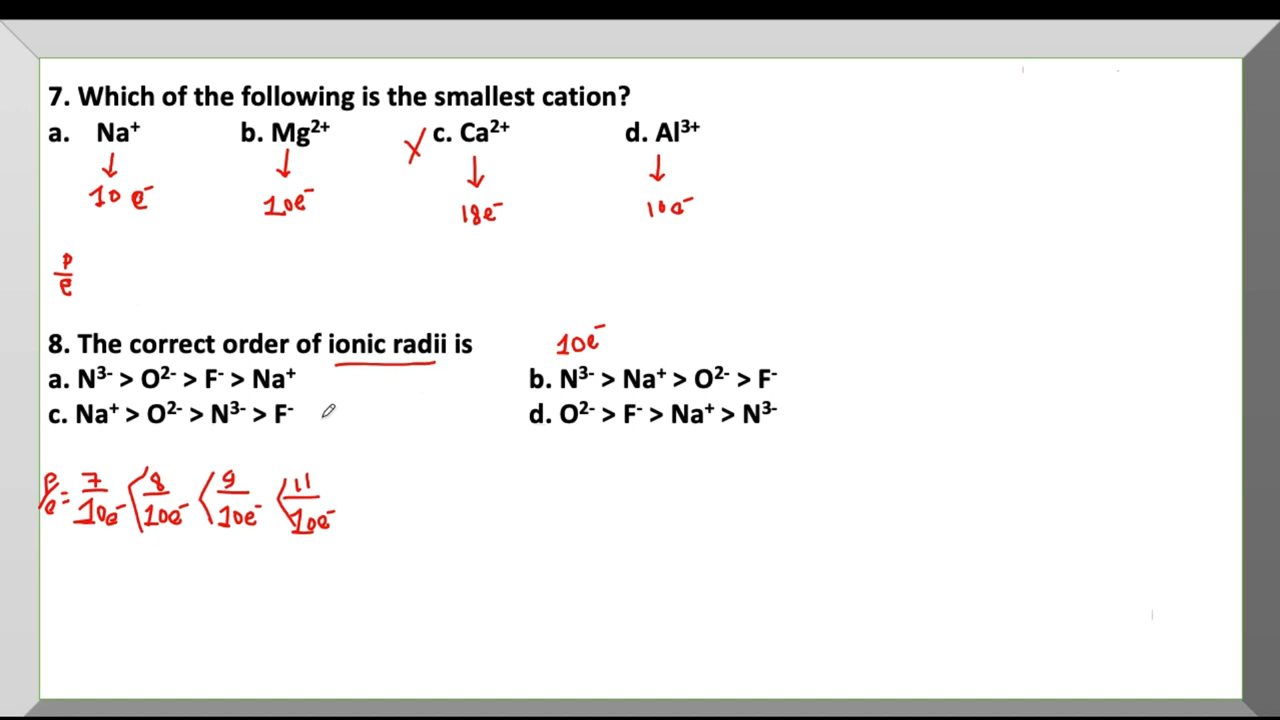 7. Which of the following is the smallest cation?
a. Na⁺ b. Mg²⁺ c. Ca²⁺ d. Al³⁺
10 e⁻ 10e⁻ 18e⁻ 10e⁻
p/e
8. The correct order of ionic radii is 10e⁻
a. N³⁻ > O²⁻ > F⁻ > Na⁺ b. N³⁻ > Na⁺ > O²⁻ > F⁻
c. Na⁺ > O²⁻ > N³⁻ > F⁻ d. O²⁻ > F⁻ > Na⁺ > N³⁻
p/e = 7/10e⁻ < 8/10e⁻ < 9/10e⁻ < 11/10e⁻